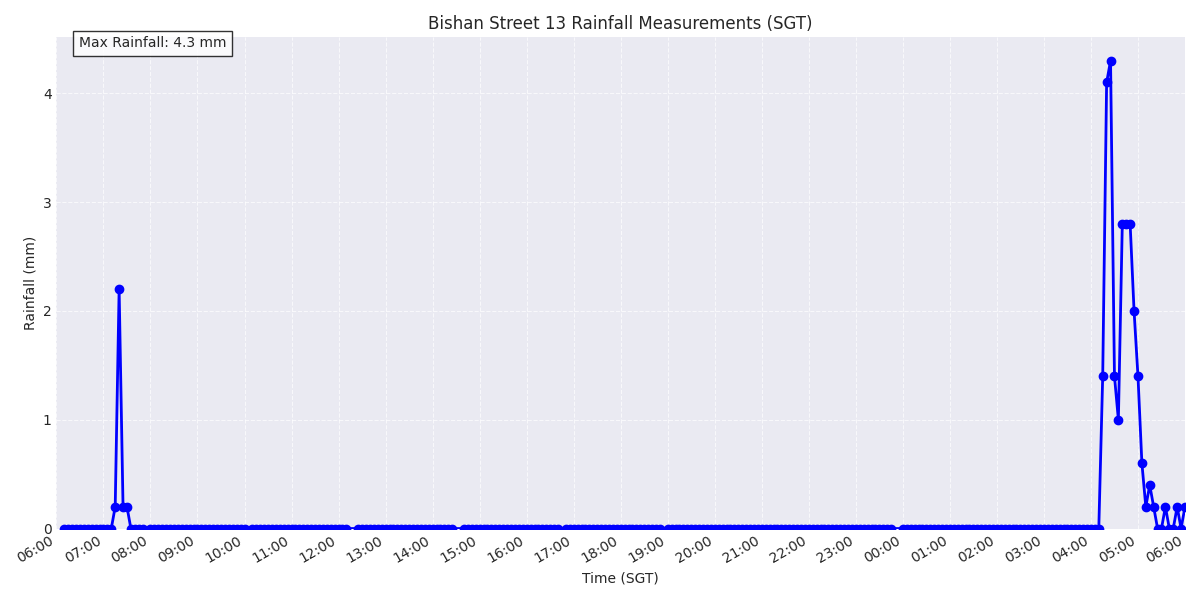 Bishan Street 13 Rainfall Measurements (SGT)
Max Rainfall: 4.3 mm
Rainfall (mm)
4
3
2
1
0
06:00 07:00 08:00 09:00 10:00 11:00 12:00 13:00 14:00 15:00 16:00 17:00 18:00 19:00 20:00 21:00 22:00 23:00 00:00 01:00 02:00 03:00 04:00 05:00 06:00
Time (SGT)